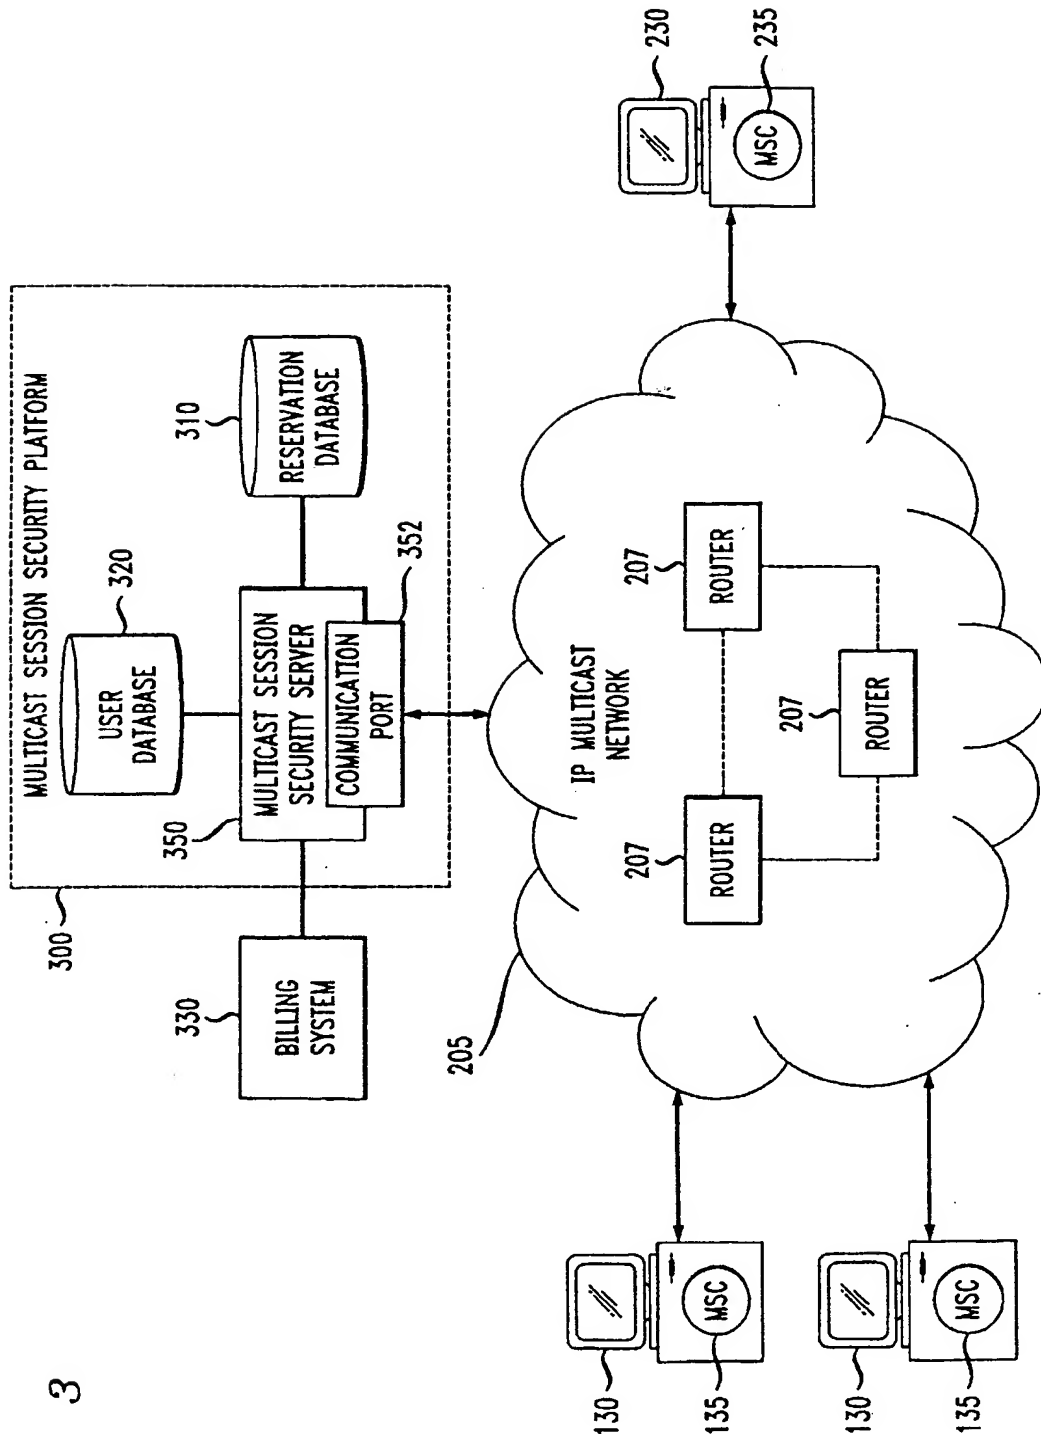 3
MULTICAST SESSION SECURITY PLATFORM
300
320
USER
DATABASE
330
BILLING
SYSTEM
350
MULTICAST SESSION
SECURITY SERVER
COMMUNICATION
PORT
352
310
RESERVATION
DATABASE
205
IP MULTICAST
NETWORK
207
ROUTER
207
ROUTER
207
ROUTER
130
MSC
135
130
MSC
135
230
MSC
235